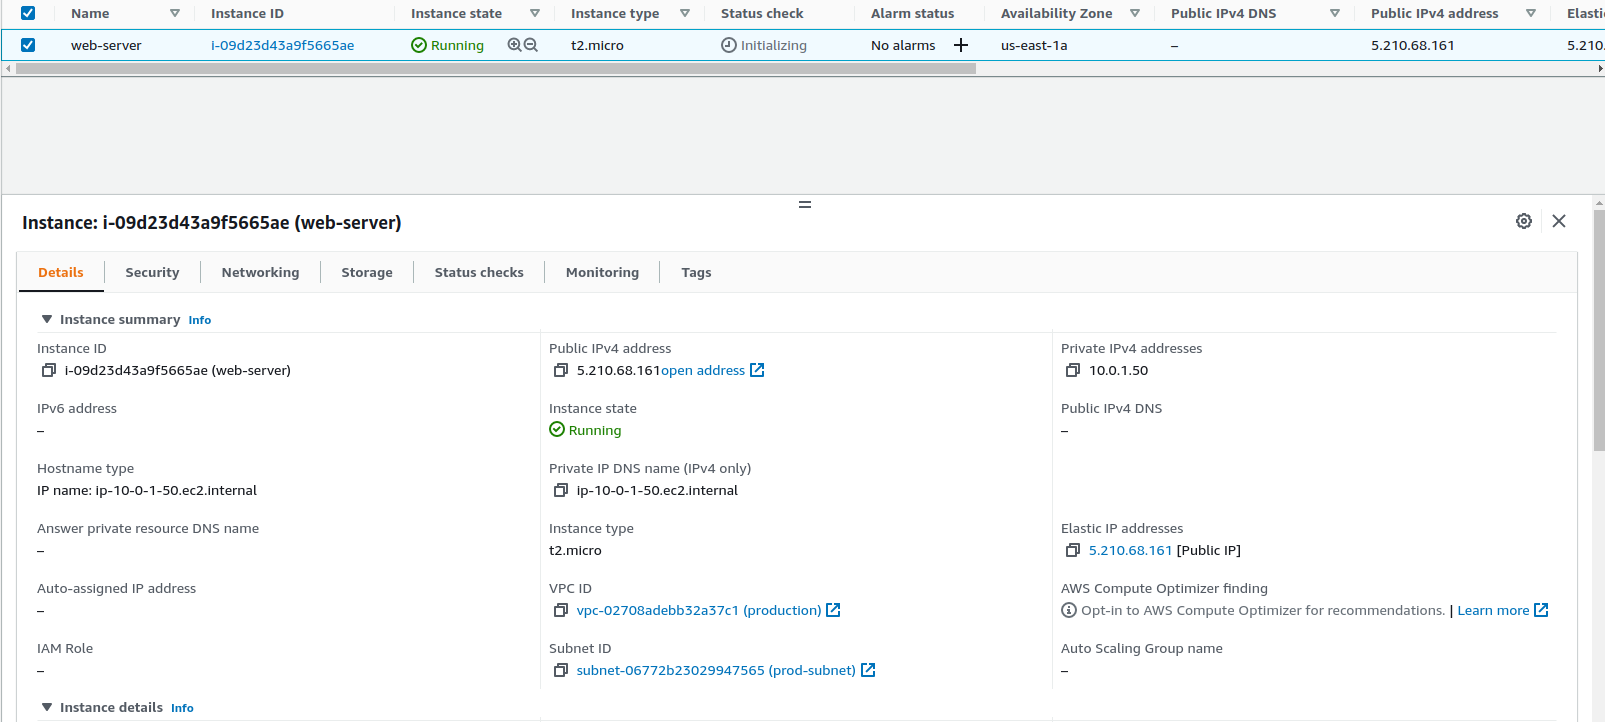 Name Instance ID Instance state Instance type Status check Alarm status Availability Zone Public IPv4 DNS Public IPv4 address Elasti
web-server i-09d23d43a9f5665ae Running t2.micro Initializing No alarms + us-east-1a – 5.210.68.161 5.210.
Instance: i-09d23d43a9f5665ae (web-server)
Details Security Networking Storage Status checks Monitoring Tags
Instance summary Info
Instance ID Public IPv4 address Private IPv4 addresses
i-09d23d43a9f5665ae (web-server) 5.210.68.161open address 10.0.1.50
IPv6 address Instance state Public IPv4 DNS
– Running –
Hostname type Private IP DNS name (IPv4 only)
IP name: ip-10-0-1-50.ec2.internal ip-10-0-1-50.ec2.internal
Answer private resource DNS name Instance type Elastic IP addresses
– t2.micro 5.210.68.161 [Public IP]
Auto-assigned IP address VPC ID AWS Compute Optimizer finding
– vpc-02708adebb32a37c1 (production) Opt-in to AWS Compute Optimizer for recommendations. | Learn more
IAM Role Subnet ID Auto Scaling Group name
– subnet-06772b23029947565 (prod-subnet) –
Instance details Info